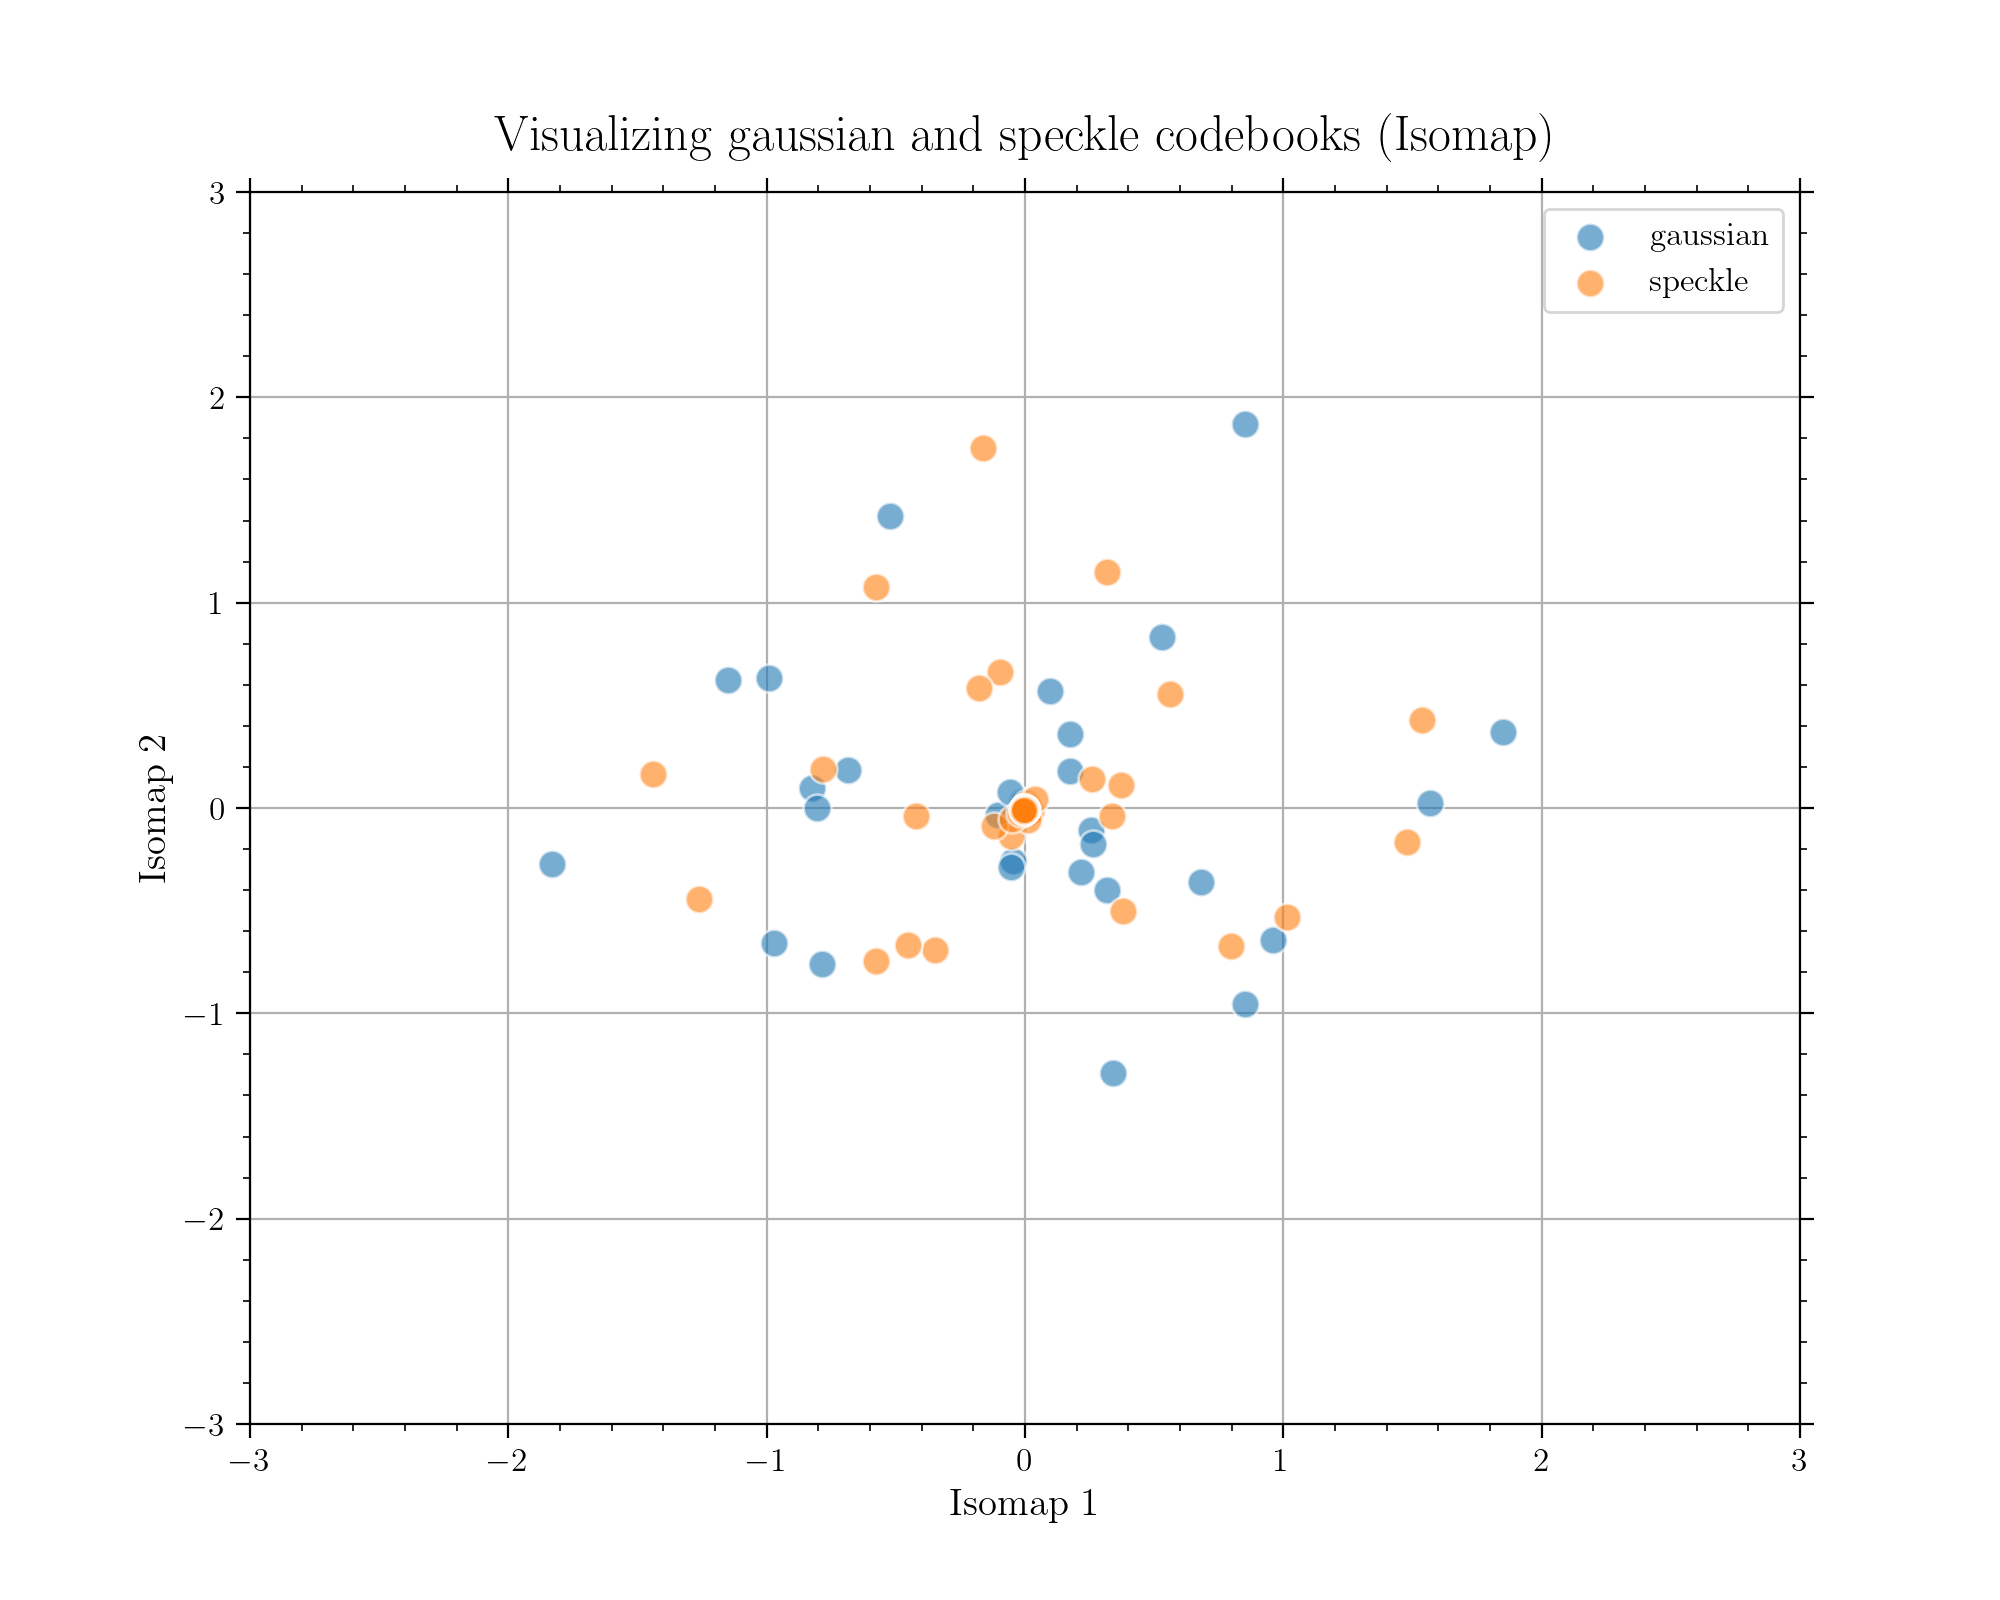 Visualizing gaussian and speckle codebooks (Isomap)
gaussian
speckle
3
2
1
0
−1
−2
−3
Isomap 2
−3 −2 −1 0 1 2 3
Isomap 1